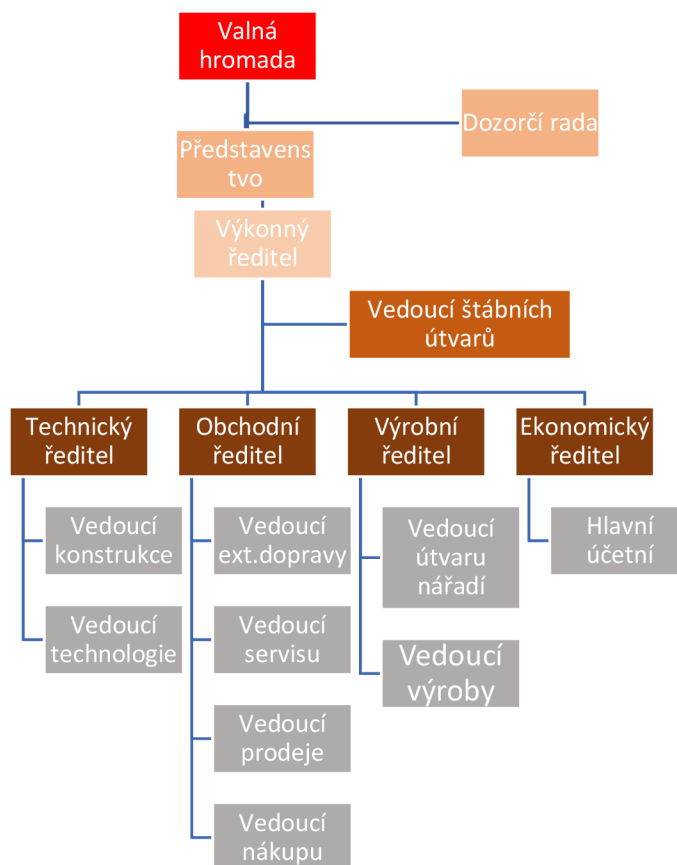 Valná
hromada
Dozorčí rada
Představens
tvo
Výkonný
ředitel
Vedoucí štábních
útvarů
Technický
ředitel
Obchodní
ředitel
Výrobní
ředitel
Ekonomický
ředitel
Vedoucí
konstrukce
Vedoucí
technologie
Vedoucí
ext.dopravy
Vedoucí
servisu
Vedoucí
prodeje
Vedoucí
nákupu
Vedoucí
útvaru
nářadí
Vedoucí
výroby
Hlavní
účetní